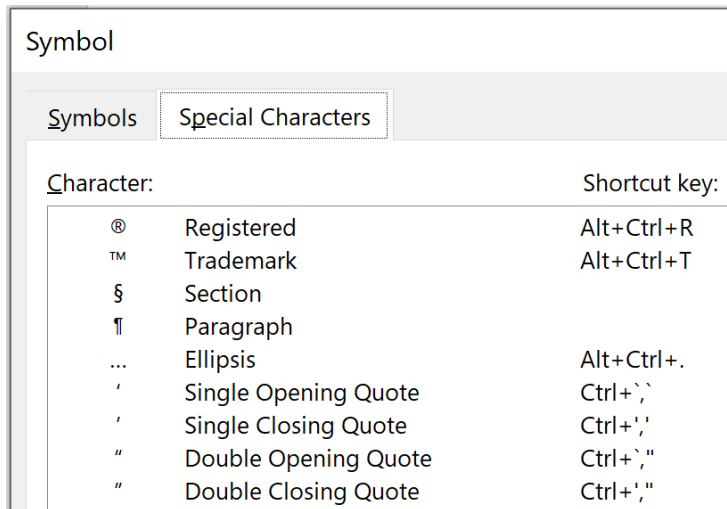 Symbol
Symbols Special Characters
Character: Shortcut key:
® Registered Alt+Ctrl+R
™ Trademark Alt+Ctrl+T
§ Section
¶ Paragraph
… Ellipsis Alt+Ctrl+.
‘ Single Opening Quote Ctrl+`,`
’ Single Closing Quote Ctrl+','
“ Double Opening Quote Ctrl+`,"
” Double Closing Quote Ctrl+',"